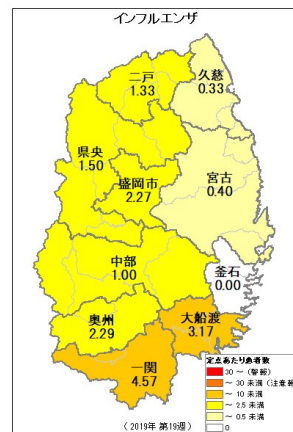 インフルエンザ
二戸
1.33
久慈
0.33
県央
1.50
盛岡市
2.27
宮古
0.40
中部
1.00
釜石
0.00
奥州
2.29
大船渡
3.17
一関
4.57
定点あたり患者数
30 ~ (警報)
~ 30 未満 (注意報)
~ 10 未満
~ 2.5 未満
~ 0.5 未満
0
(2019年 第19週)